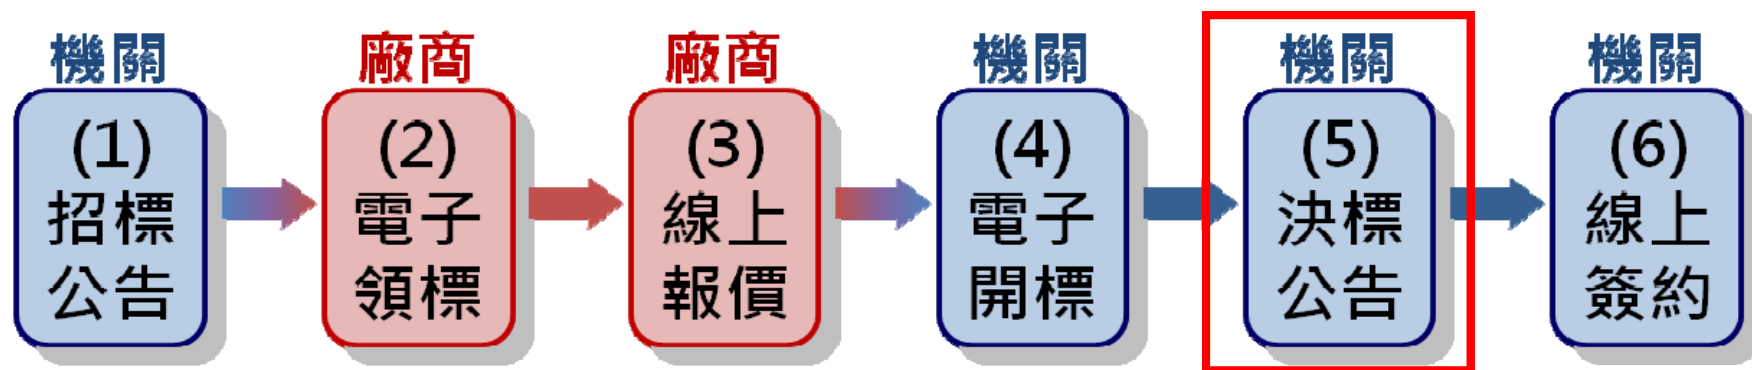 機關
(1)
招標
公告
廠商
(2)
電子
領標
廠商
(3)
線上
報價
機關
(4)
電子
開標
機關
(5)
決標
公告
機關
(6)
線上
簽約